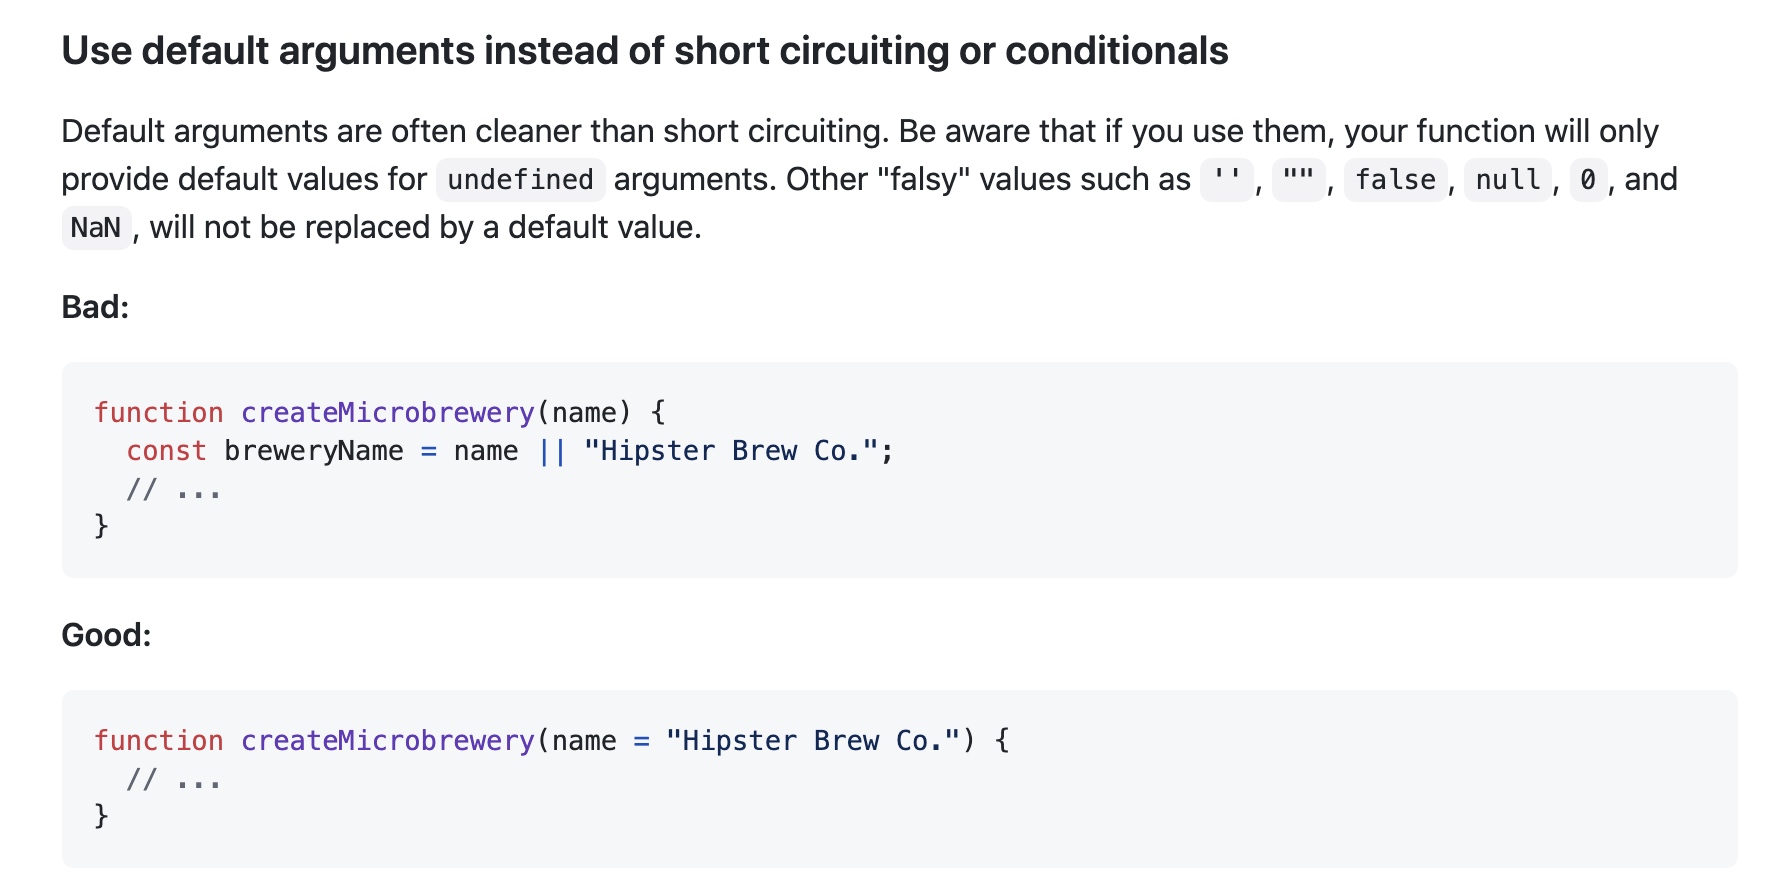 Use default arguments instead of short circuiting or conditionals
Default arguments are often cleaner than short circuiting. Be aware that if you use them, your function will only
provide default values for undefined arguments. Other "falsy" values such as '', "", false, null, 0, and
NaN, will not be replaced by a default value.
Bad:
function createMicrobrewery(name) {
  const breweryName = name || "Hipster Brew Co.";
  // ...
}
Good:
function createMicrobrewery(name = "Hipster Brew Co.") {
  // ...
}